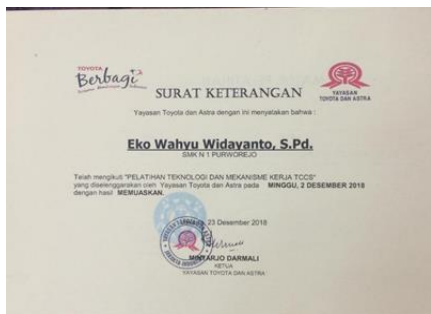 TOYOTA
Berbagi
SURAT KETERANGAN
YAYASAN
TOYOTA DAN ASTRA
Yayasan Toyota dan Astra dengan ini menyatakan bahwa :
Eko Wahyu Widayanto, S.Pd.
SMK N 1 PURWOREJO
Telah mengikuti "PELATIHAN TEKNOLOGI DAN MEKANISME KERJA TCCS"
yang diselenggarakan oleh Yayasan Toyota dan Astra pada MINGGU, 2 DESEMBER 2018
dengan hasil MEMUASKAN.
23 Desember 2018
MINTARJO DARMALI
KETUA
YAYASAN TOYOTA DAN ASTRA